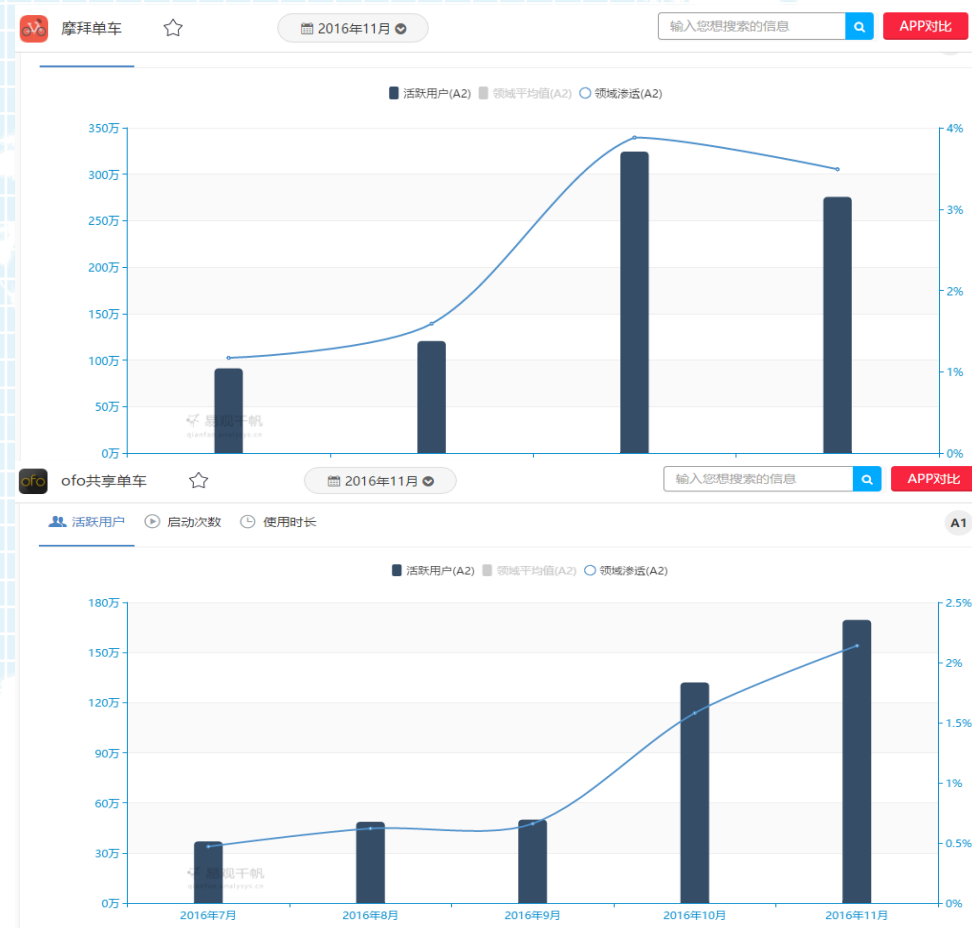 摩拜单车 2016年11月 输入您想搜索的信息 APP对比
活跃用户(A2) 领域平均值(A2) 领域渗透(A2)
350万 4%
300万
250万 3%
200万
2%
150万
100万 1%
50万
易观千帆
qianfan.analysys.cn
0万 0%
ofo ofo共享单车 2016年11月 输入您想搜索的信息 APP对比
活跃用户 启动次数 使用时长 A1
活跃用户(A2) 领域平均值(A2) 领域渗透(A2)
180万 2.5%
150万
2%
120万
1.5%
90万
1%
60万
30万 0.5%
易观千帆
qianfan.analysys.cn
0万 0%
2016年7月 2016年8月 2016年9月 2016年10月 2016年11月